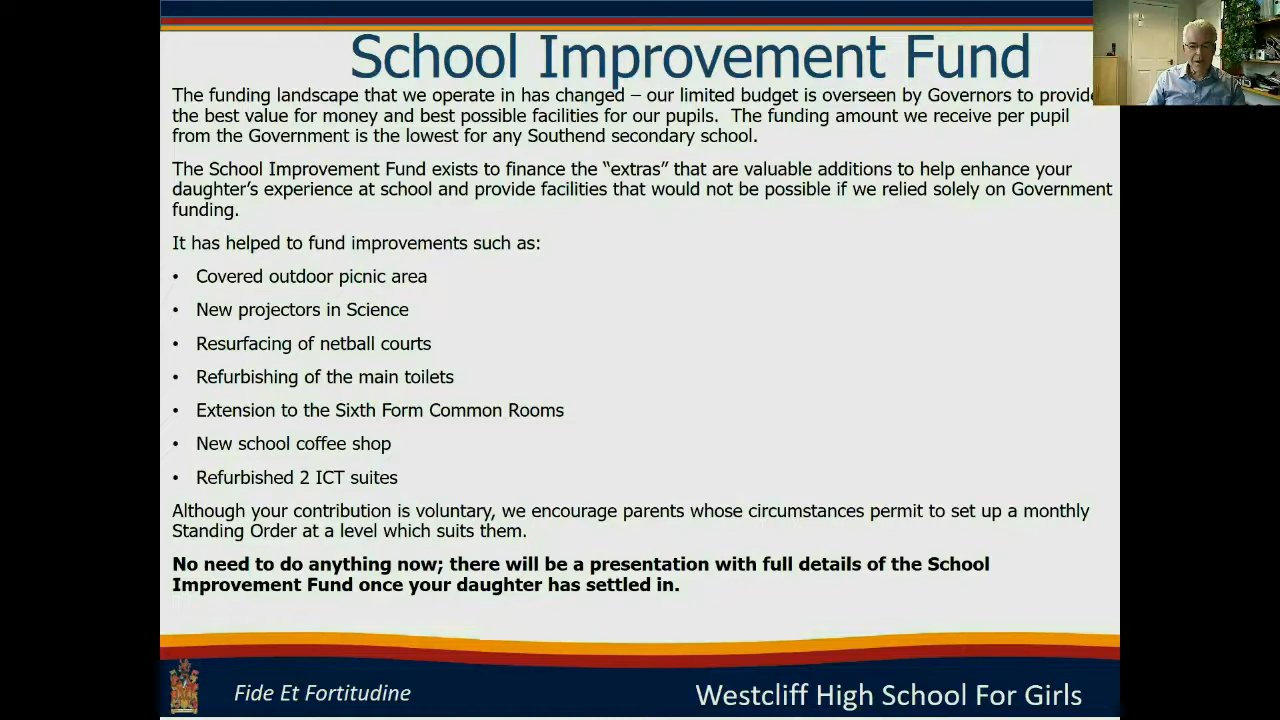 School Improvement Fund
The funding landscape that we operate in has changed – our limited budget is overseen by Governors to provide
the best value for money and best possible facilities for our pupils.  The funding amount we receive per pupil
from the Government is the lowest for any Southend secondary school.
The School Improvement Fund exists to finance the “extras” that are valuable additions to help enhance your
daughter’s experience at school and provide facilities that would not be possible if we relied solely on Government
funding.
It has helped to fund improvements such as:
• Covered outdoor picnic area
• New projectors in Science
• Resurfacing of netball courts
• Refurbishing of the main toilets
• Extension to the Sixth Form Common Rooms
• New school coffee shop
• Refurbished 2 ICT suites
Although your contribution is voluntary, we encourage parents whose circumstances permit to set up a monthly
Standing Order at a level which suits them.
No need to do anything now; there will be a presentation with full details of the School
Improvement Fund once your daughter has settled in.
Fide Et Fortitudine
Westcliff High School For Girls